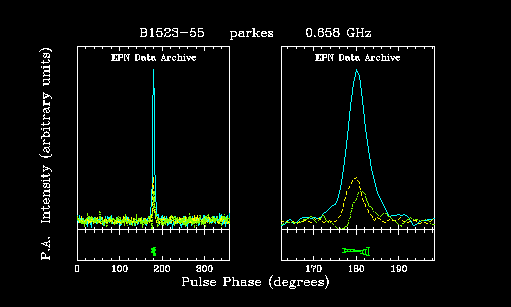 B1523-55 parkes 0.658 GHz
EPN Data Archive EPN Data Archive
P.A. Intensity (arbitrary units)
0 100 200 300 170 180 190
Pulse Phase (degrees)